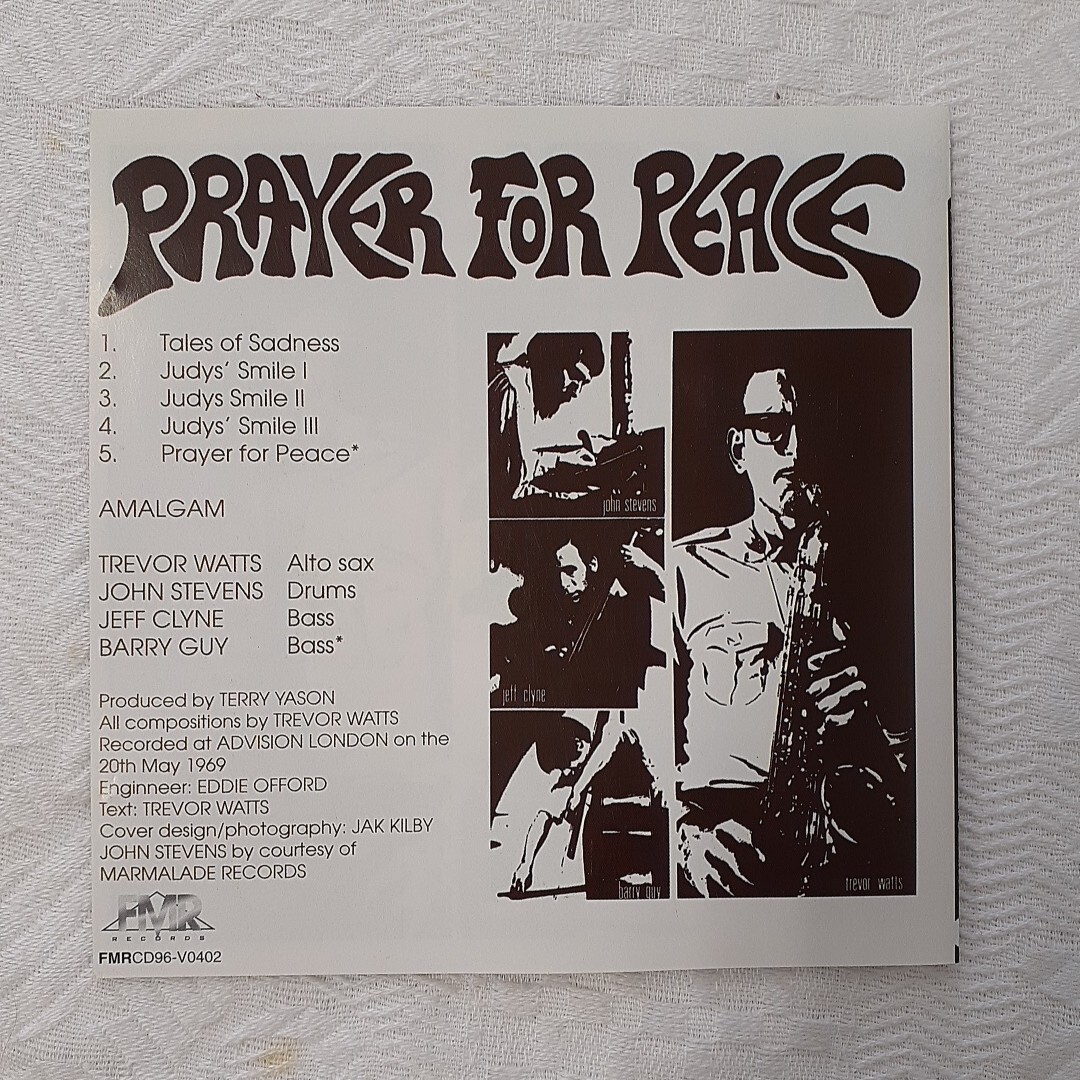 PRAYER FOR PEACE
1. Tales of Sadness
2. Judys' Smile I
3. Judys Smile II
4. Judys' Smile III
5. Prayer for Peace*
AMALGAM
TREVOR WATTS Alto sax
JOHN STEVENS Drums
JEFF CLYNE Bass
BARRY GUY Bass*
Produced by TERRY YASON
All compositions by TREVOR WATTS
Recorded at ADVISION LONDON on the
20th May 1969
Enginneer: EDDIE OFFORD
Text: TREVOR WATTS
Cover design/photography: JAK KILBY
JOHN STEVENS by courtesy of
MARMALADE RECORDS
FMR
RECORDS
FMRCD96-V0402
john stevens
jeff clyne
barry guy
trevor watts